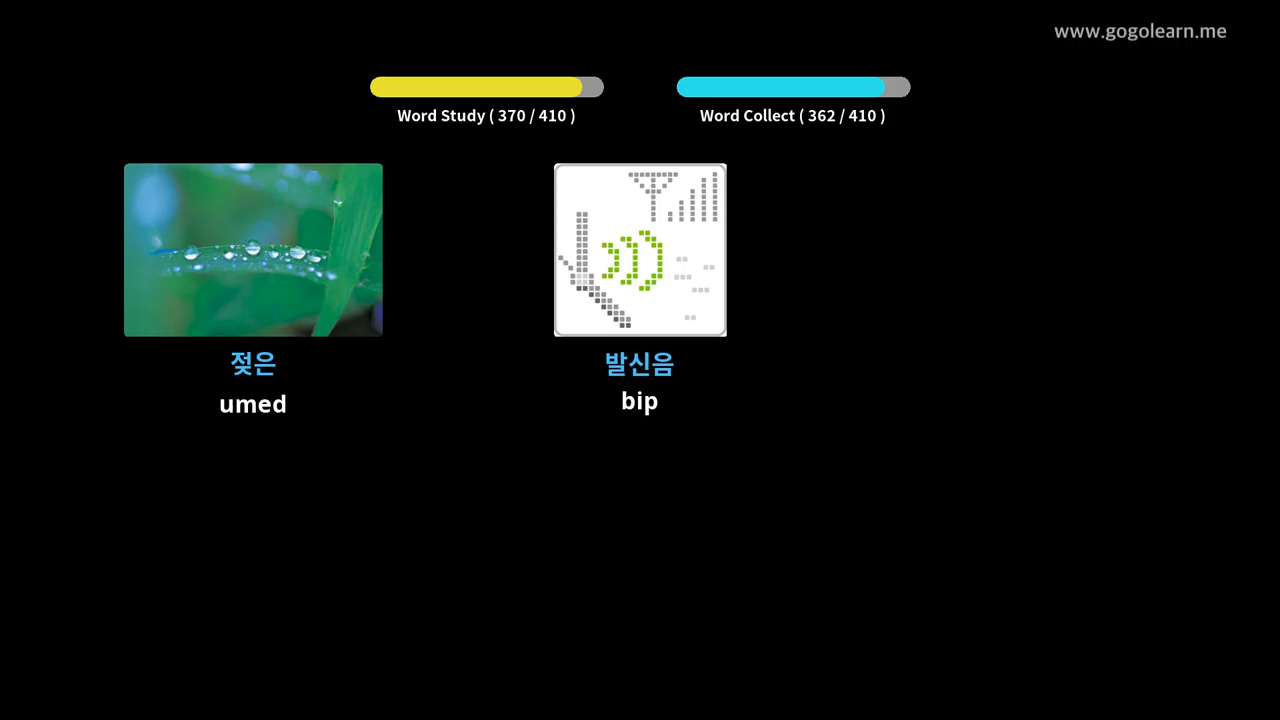 www.gogolearn.me
Word Study ( 370 / 410 )
Word Collect ( 362 / 410 )
젖은
umed
발신음
bip